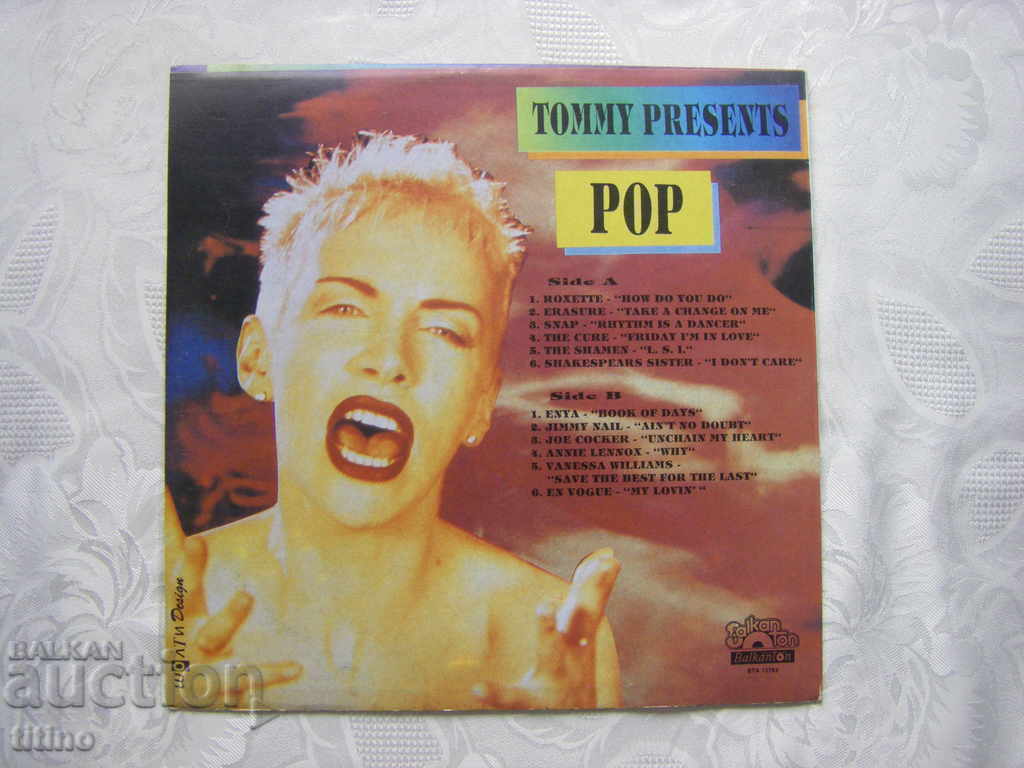 TOMMY PRESENTS
POP
Side A
1. ROXETTE - "HOW DO YOU DO"
2. ERASURE - "TAKE A CHANGE ON ME"
3. SNAP - "RHYTHM IS A DANCER"
4. THE CURE - "FRIDAY I'M IN LOVE"
5. THE SHAMEN - "L. S. I."
6. SHAKESPEARS SISTER - "I DON'T CARE"
Side B
1. ENYA - "BOOK OF DAYS"
2. JIMMY NAIL - "AIN'T NO DOUBT"
3. JOE COCKER - "UNCHAIN MY HEART"
4. ANNIE LENNOX - "WHY"
5. VANESSA WILLIAMS -
"SAVE THE BEST FOR THE LAST"
6. EN VOGUE - "MY LOVIN' "
Design
Balkan
ton
Balkanton
BALKAN
auction
titino